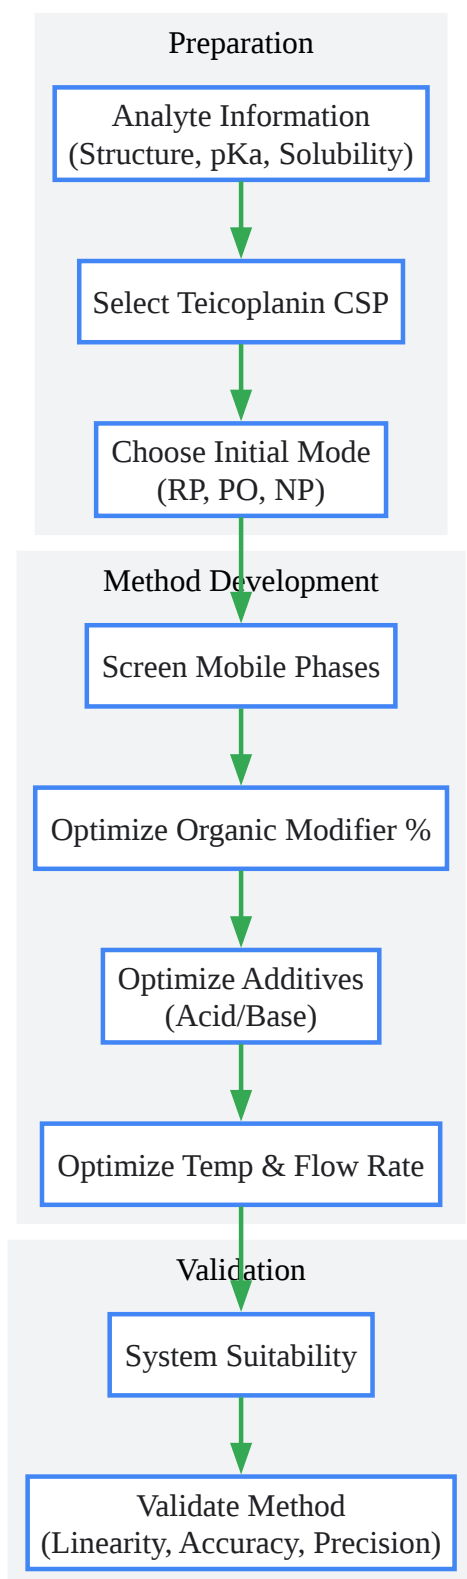 Preparation
Analyte Information
(Structure, pKa, Solubility)
Select Teicoplanin CSP
Choose Initial Mode
(RP, PO, NP)
Method Development
Screen Mobile Phases
Optimize Organic Modifier %
Optimize Additives
(Acid/Base)
Optimize Temp & Flow Rate
Validation
System Suitability
Validate Method
(Linearity, Accuracy, Precision)